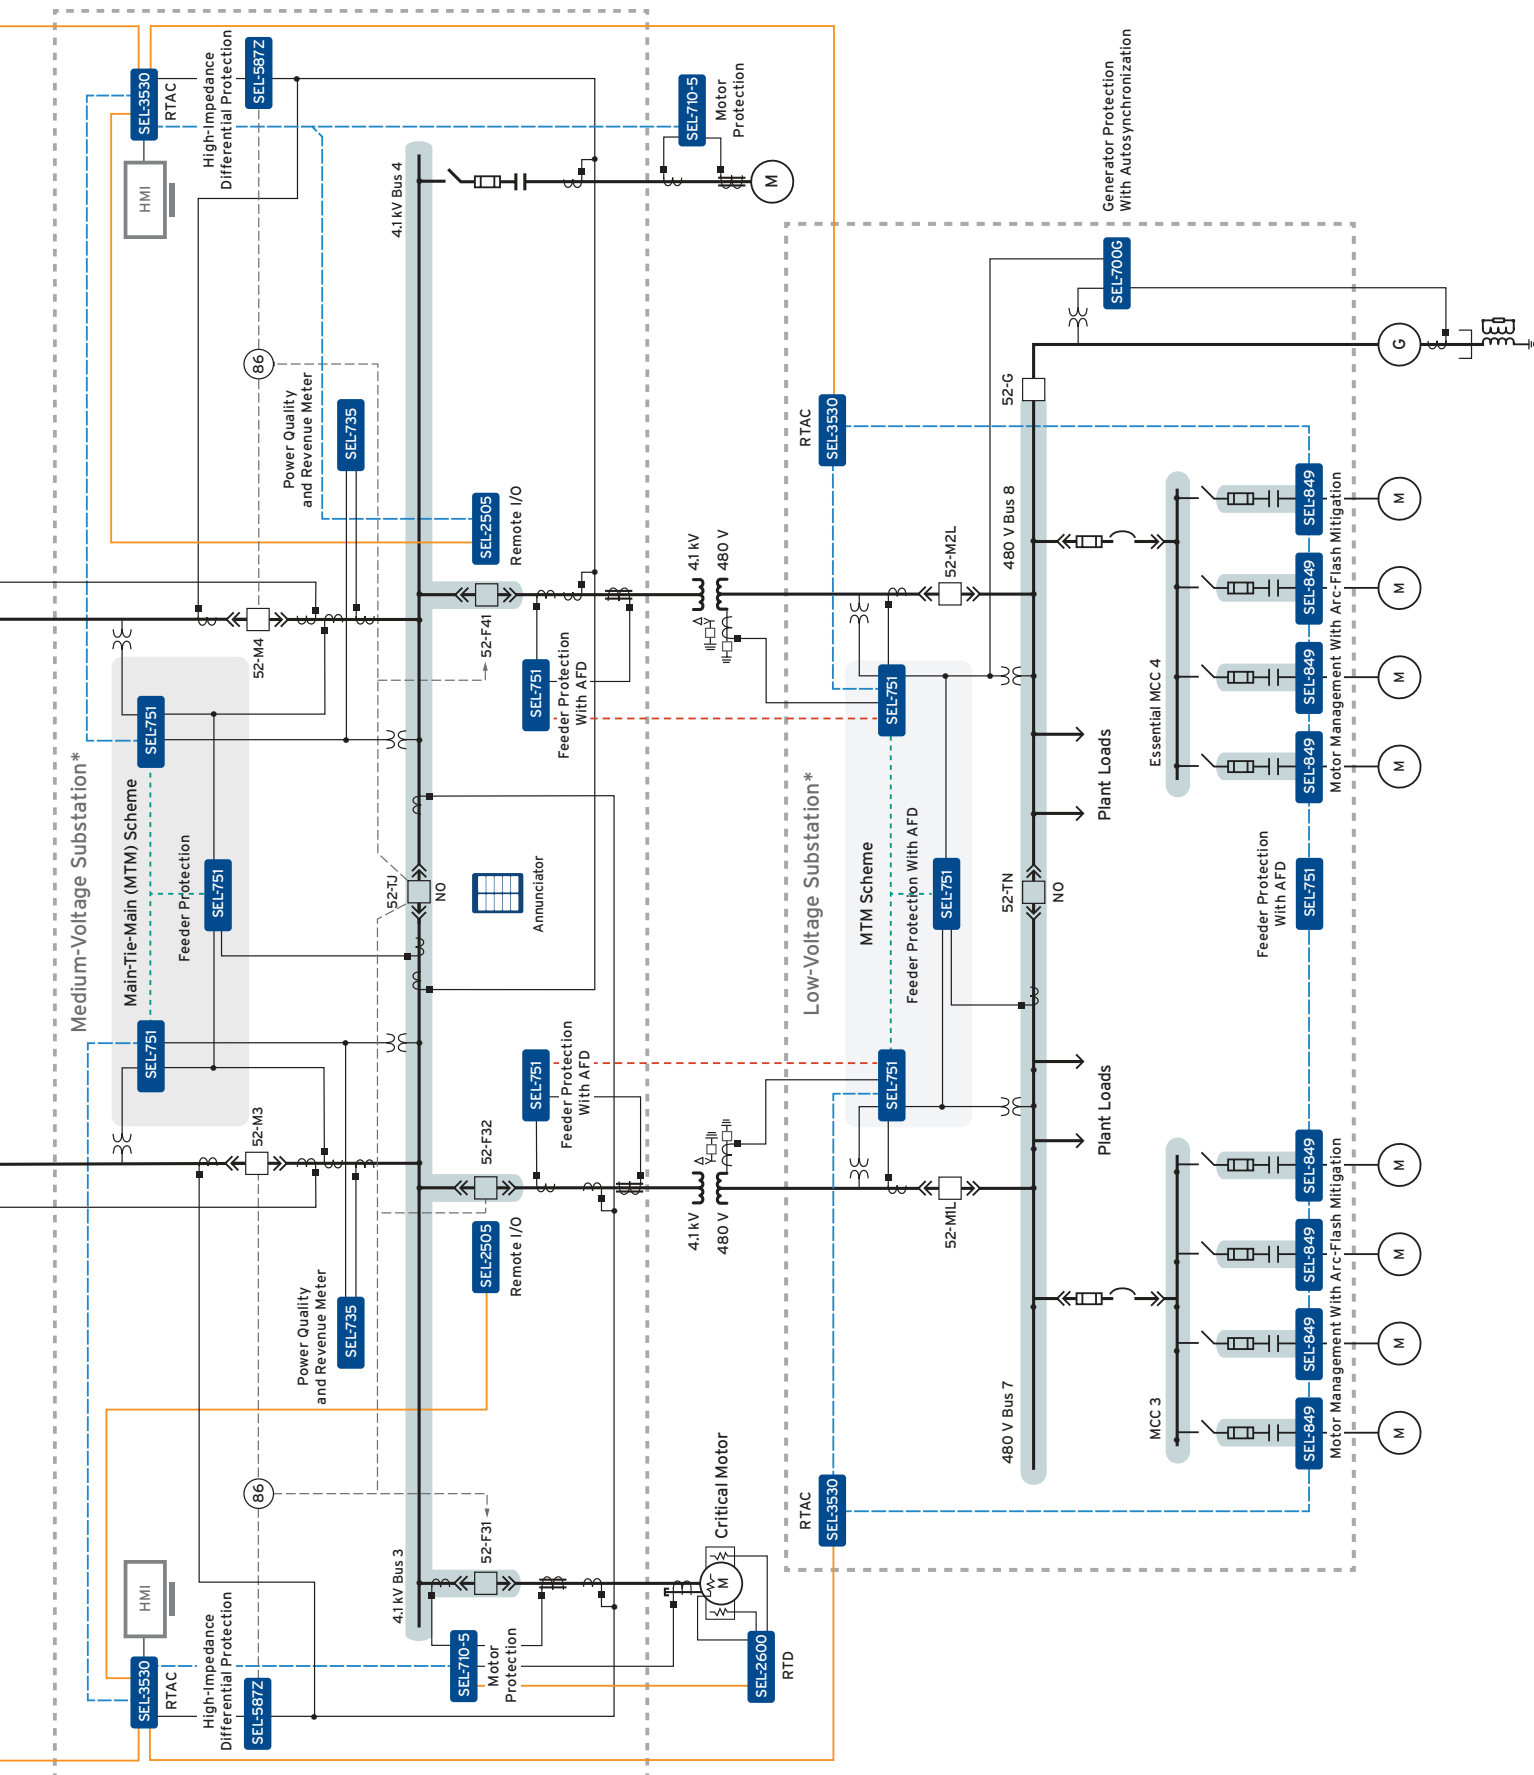 Medium-Voltage Substation*
SEL-3530
RTAC
HMI
High-Impedance
Differential Protection
SEL-587Z
86
52-M3
Main-Tie-Main (MTM) Scheme
SEL-751
Feeder Protection
SEL-751
SEL-751
52-M4
86
SEL-3530
RTAC
HMI
High-Impedance
Differential Protection
SEL-587Z
Power Quality
and Revenue Meter
SEL-735
Power Quality
and Revenue Meter
SEL-735
4.1 kV Bus 3
52-TJ
NO
4.1 kV Bus 4
SEL-710-5
Motor
Protection
52-F31
SEL-2505
Remote I/O
52-F32
SEL-751
Feeder Protection
With AFD
Annunciator
SEL-751
Feeder Protection
With AFD
52-F41
SEL-2505
Remote I/O
SEL-710-5
Motor
Protection
M
Critical Motor
M
SEL-2600
RTD
4.1 kV
480 V
4.1 kV
480 V
Low-Voltage Substation*
RTAC
SEL-3530
RTAC
SEL-3530
SEL-751
MTM Scheme
SEL-751
Feeder Protection With AFD
SEL-751
52-M1L
52-M2L
480 V Bus 7
52-TN
NO
480 V Bus 8
52-G
Plant Loads
Plant Loads
Generator Protection
With Autosynchronization
SEL-700G
G
MCC 3
Essential MCC 4
SEL-849
SEL-849
SEL-849
SEL-849
Motor Management With Arc-Flash Mitigation
M
M
M
M
Feeder Protection
With AFD
SEL-751
SEL-849
SEL-849
SEL-849
SEL-849
Motor Management With Arc-Flash Mitigation
M
M
M
M